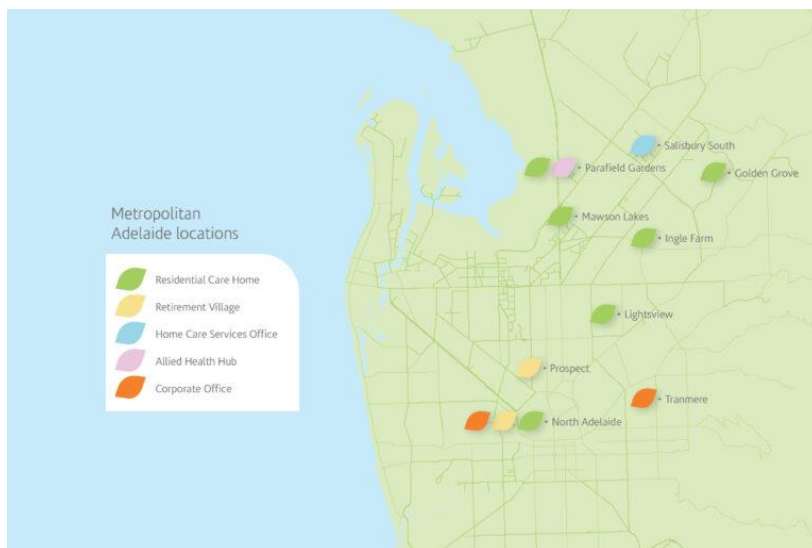 Metropolitan
Adelaide locations
Residential Care Home
Retirement Village
Home Care Services Office
Allied Health Hub
Corporate Office
• Salisbury South
• Parafield Gardens
• Golden Grove
• Mawson Lakes
• Ingle Farm
• Lightsview
• Prospect
• Tranmere
• North Adelaide